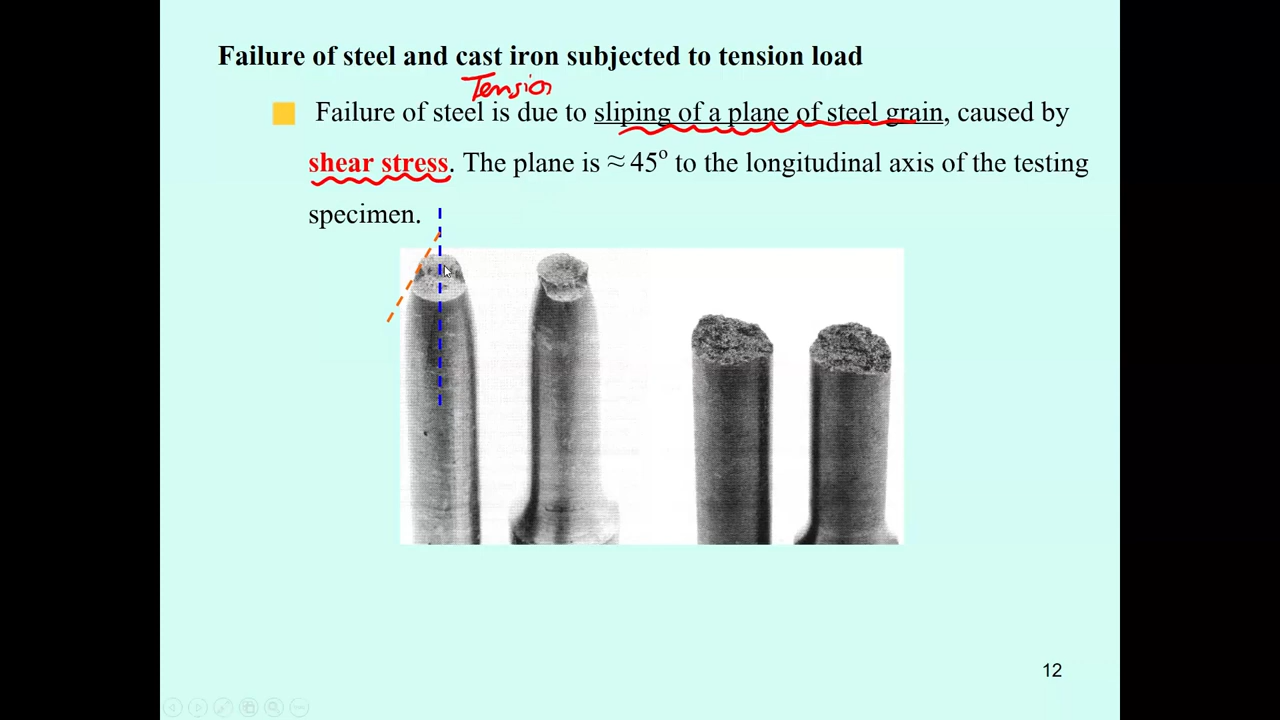 Failure of steel and cast iron subjected to tension load
Tension
Failure of steel is due to sliping of a plane of steel grain, caused by
shear stress. The plane is ≈ 45° to the longitudinal axis of the testing
specimen.
12